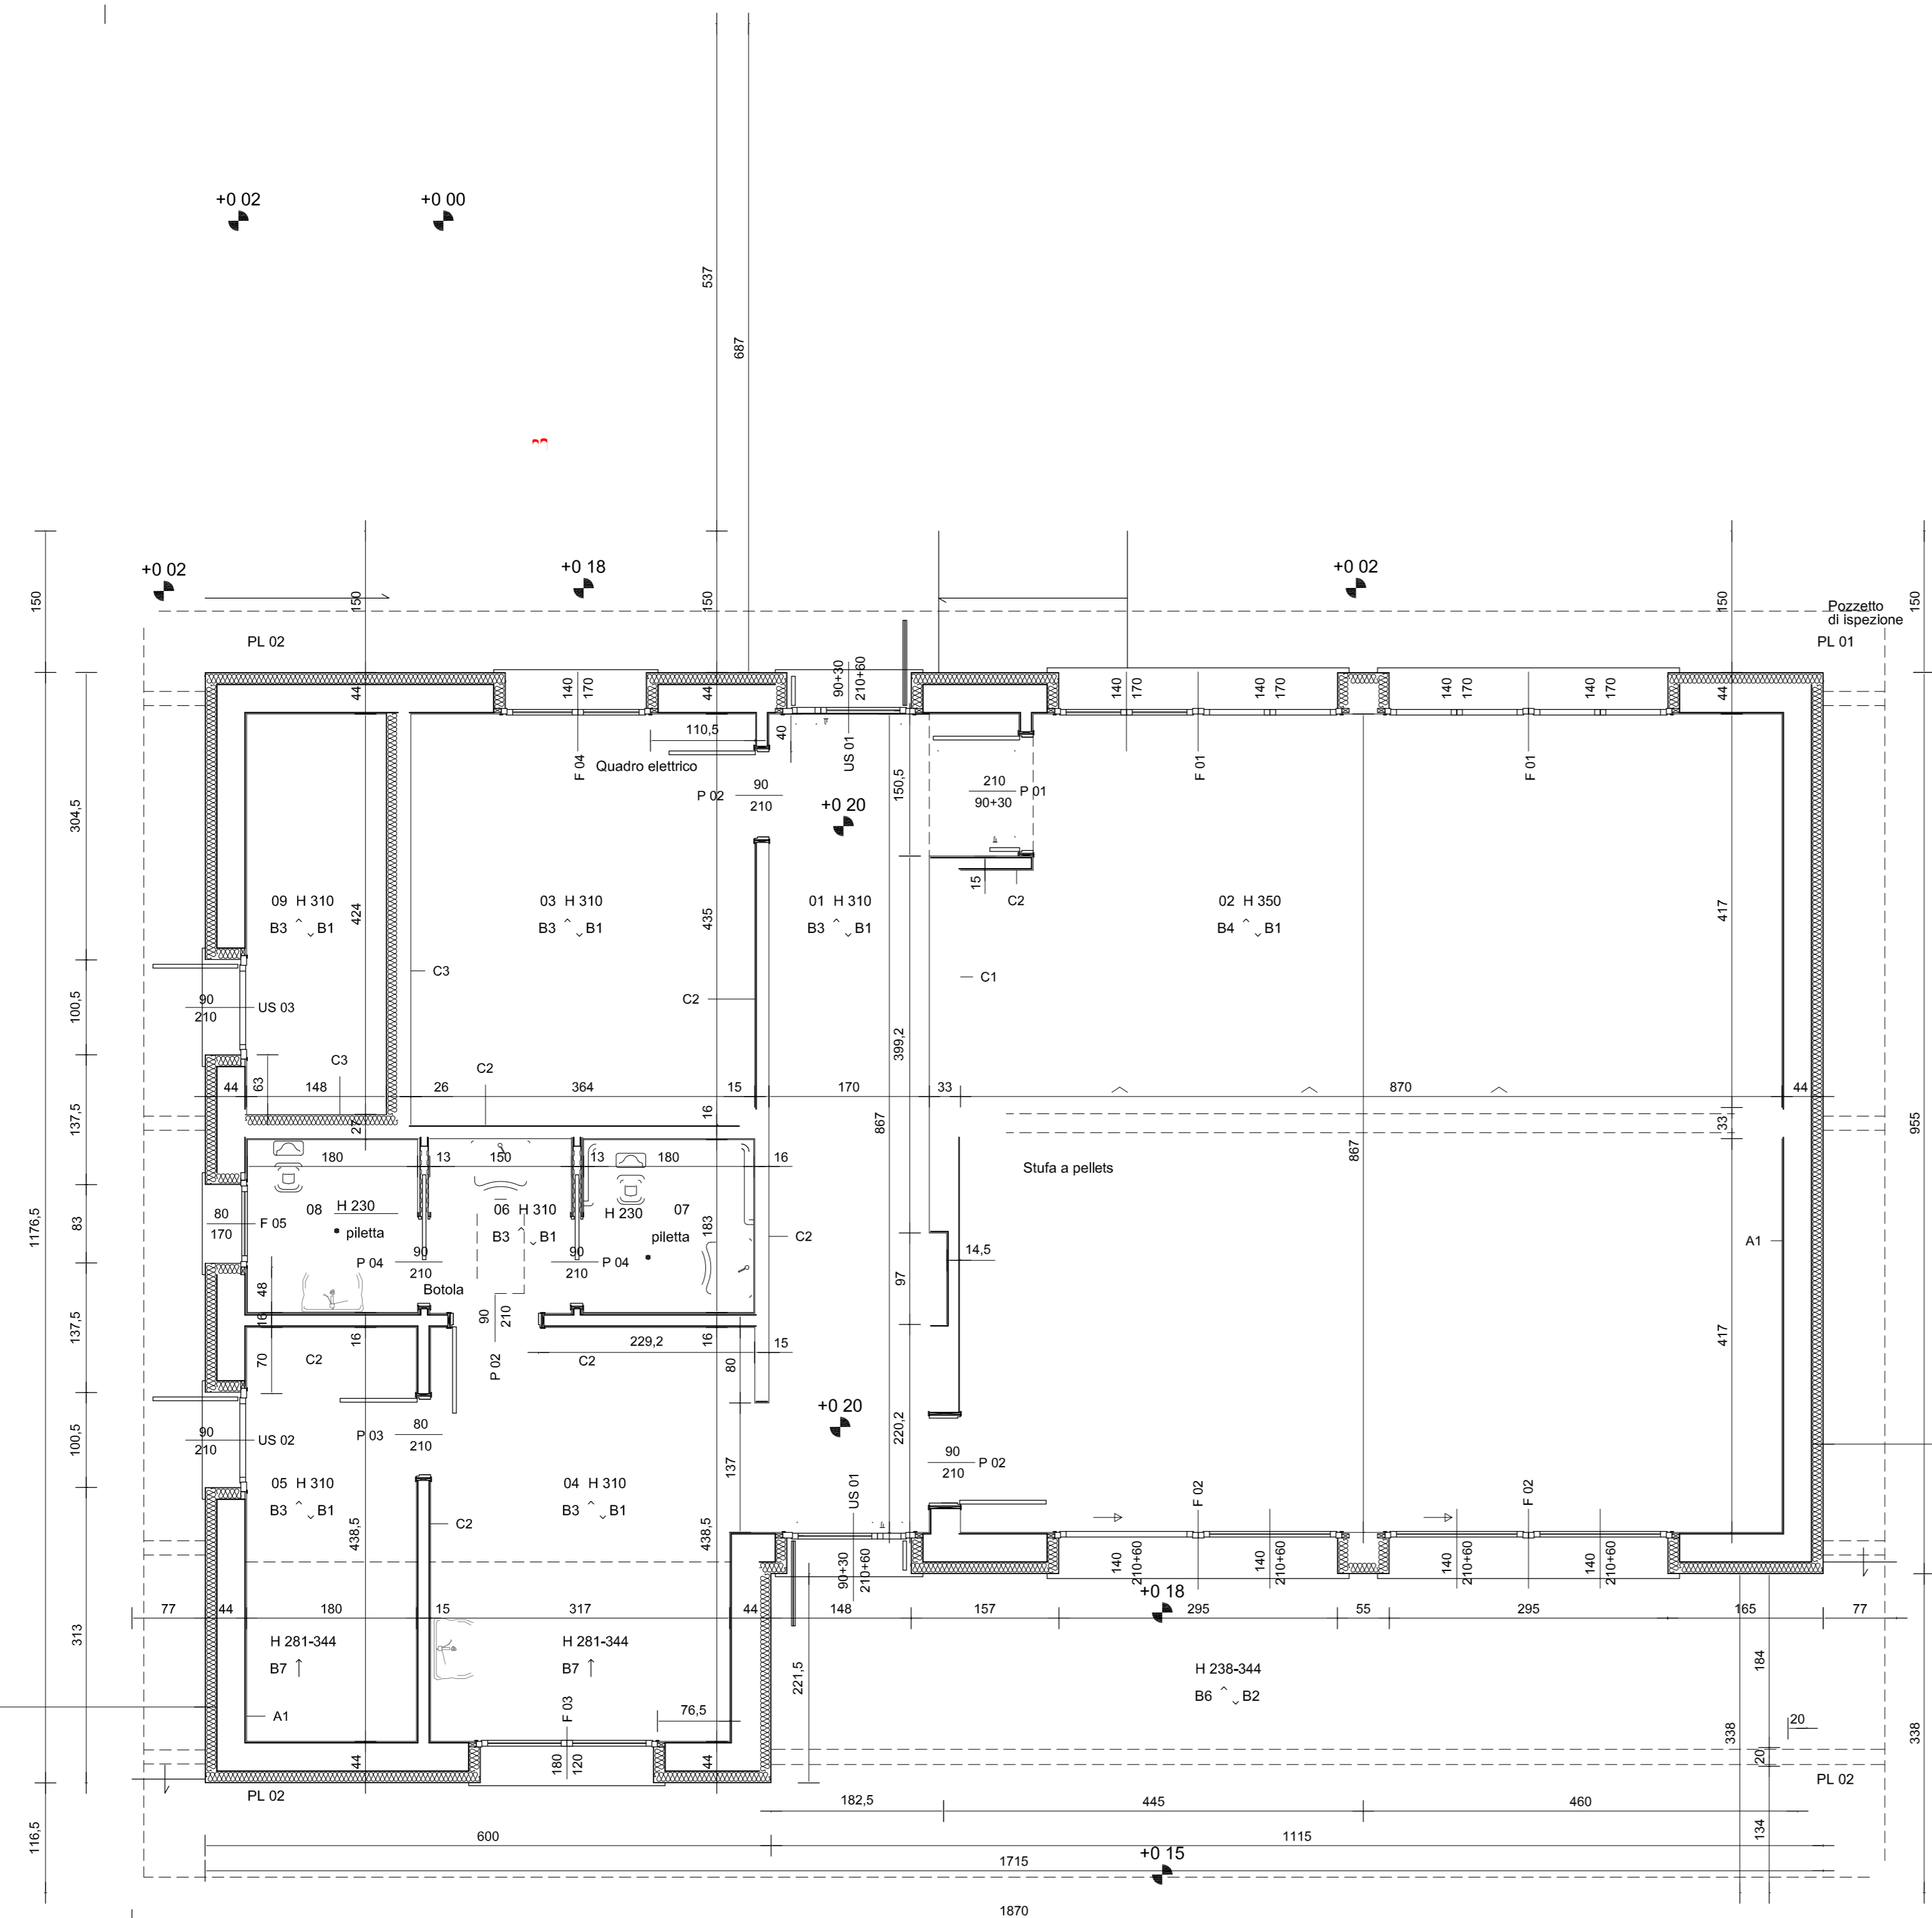 +0 02
+0 00
537
687
+0 02
+0 18
+0 02
150
150
150
150
150
Pozzetto
di ispezione
PL 02
PL 01
44
140
170
44
90+30
210+60
140
170
140
170
140
170
140
170
44
110,5
40
F 04
Quadro elettrico
US 01
F 01
F 01
P 02
90
210
+0 20
150,5
210
90+30
P 01
304,5
15
C2
09 H 310
B3 B1
424
03 H 310
B3 B1
435
01 H 310
B3 B1
02 H 350
B4 B1
417
C3
C1
C2
90
210
US 03
100,5
399,2
C3
C2
44
63
148
26
364
15
170
33
870
44
16
27
867
867
33
137,5
955
180
13
150
13
180
16
Stufa a pellets
1176,5
83
80
170
F 05
08
H 230
piletta
06 H 310
B3 B1
H 230
07
piletta
183
C2
A1
14,5
P 04
90
210
90
210
P 04
Botola
48
97
16
90
210
137,5
70
C2
16
P 02
229,2
C2
16
15
80
417
+0 20
220,2
90
210
US 02
100,5
P 03
80
210
137
90
210
P 02
05 H 310
B3 B1
04 H 310
B3 B1
US 01
F 02
F 02
438,5
C2
438,5
90+30
210+60
140
210+60
140
210+60
140
210+60
140
210+60
+0 18
77
44
180
15
317
44
148
157
295
55
295
165
77
313
H 281-344
B7
H 281-344
B7
221,5
H 238-344
B6 B2
184
A1
F 03
76,5
338
20
338
44
180
120
44
20
PL 02
PL 02
182,5
445
460
116,5
600
1115
134
1715
+0 15
1870